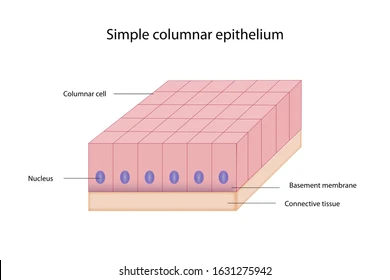 Simple columnar epithelium
Columnar cell
Nucleus
Basement membrane
Connective tissue
shutterstock.com · 1631275942